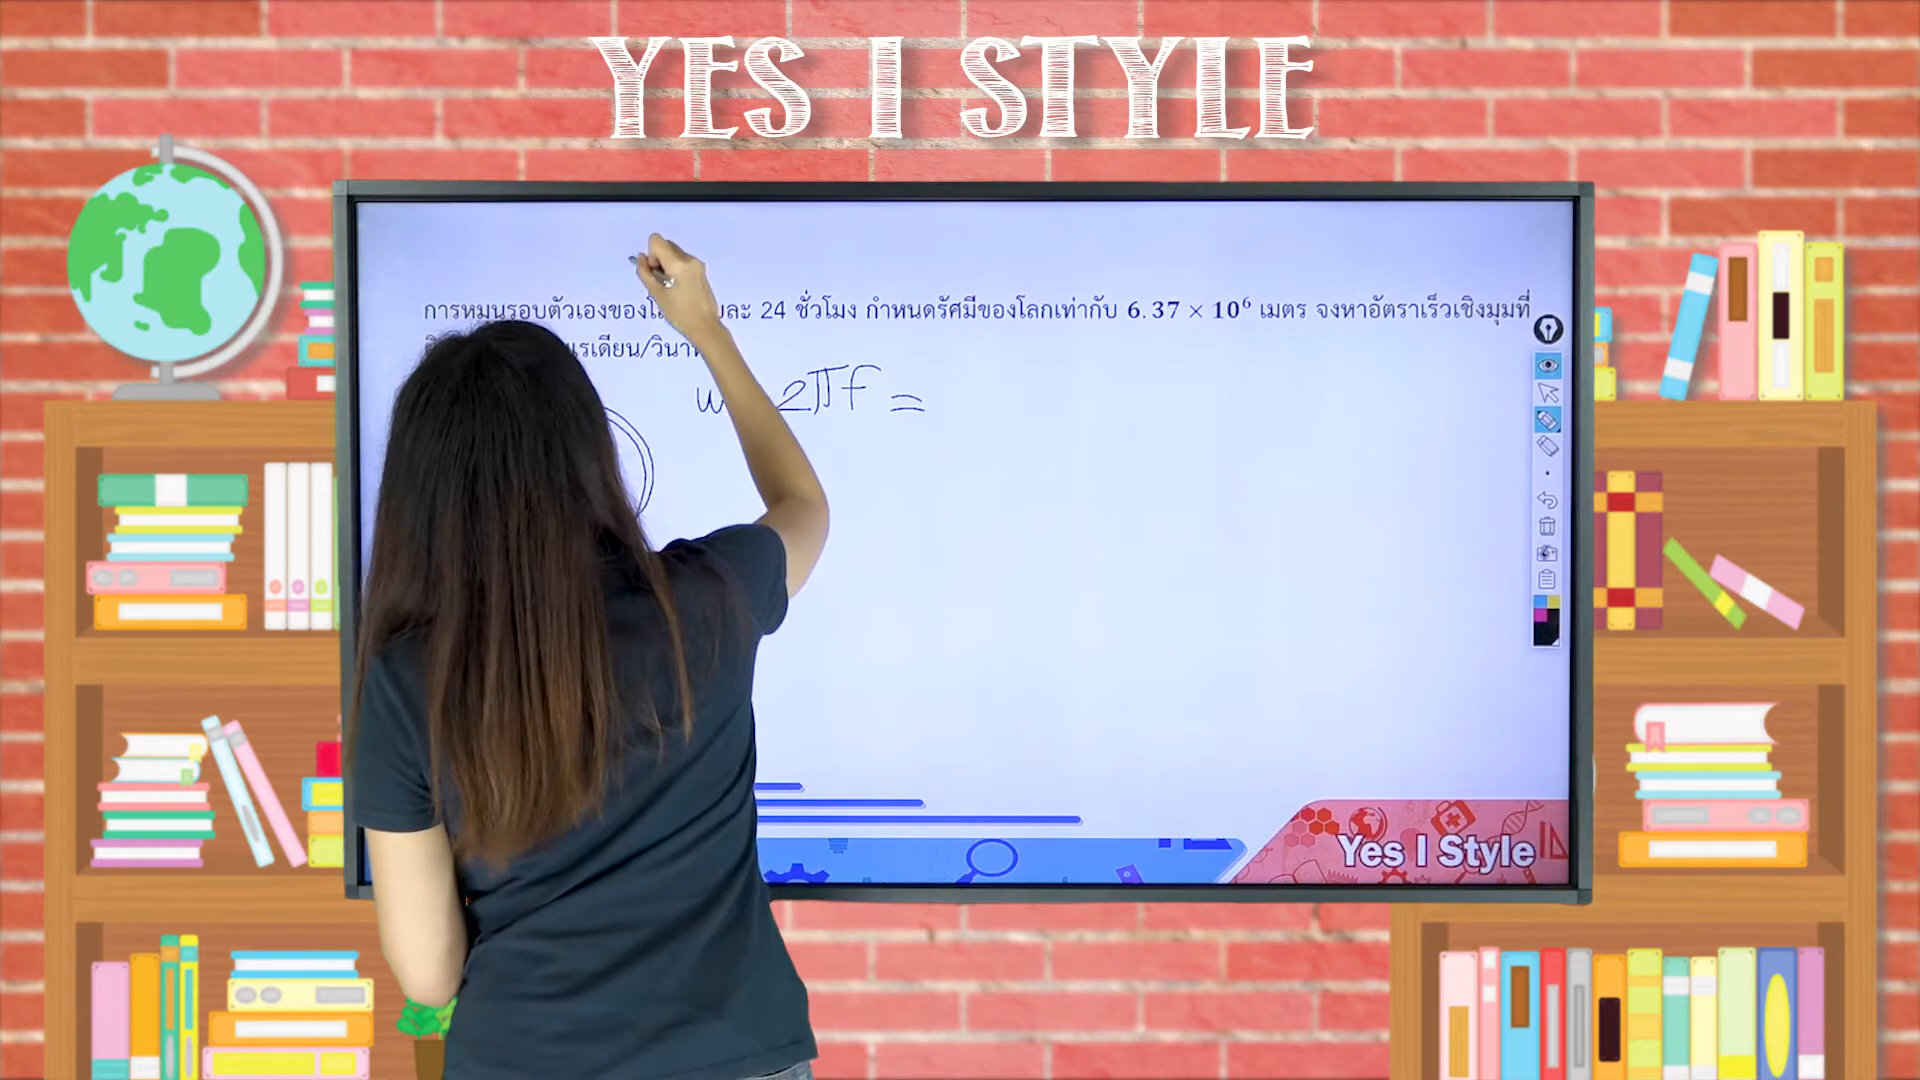 YES I STYLE
การหมุนรอบตัวเองของ ละ 24 ชั่วโมง กำหนดรัศมีของโลกเท่ากับ 6.37 × 10⁶ เมตร จงหาอัตราเร็วเชิงมุมที่
เรเดียน/วินาที
w 2πf =
Yes I Style